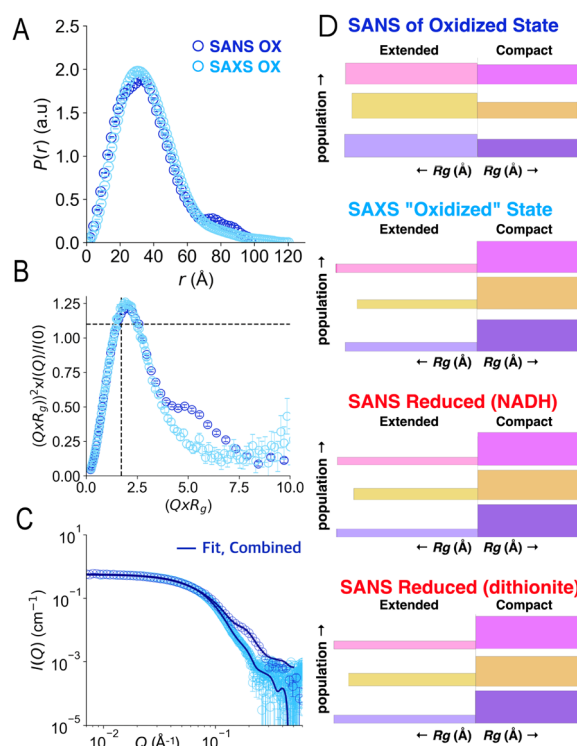 A
SANS OX
SAXS OX
P(r) (a.u)
2.5
2.0
1.5
1.0
0.5
0.0
0 20 40 60 80 100 120
r (Å)
B
(QxRg))²xI(Q)/I(0)
1.25
1.00
0.75
0.50
0.25
0.00
0.0 2.5 5.0 7.5 10.0
(QxRg)
C
Fit, Combined
I(Q) (cm⁻¹)
10¹
10⁻¹
10⁻³
10⁻⁵
10⁻² Q (Å⁻¹) 10⁻¹
D
SANS of Oxidized State
Extended Compact
population →
← Rg (Å) Rg (Å) →
SAXS "Oxidized" State
Extended Compact
population →
← Rg (Å) Rg (Å) →
SANS Reduced (NADH)
Extended Compact
population →
← Rg (Å) Rg (Å) →
SANS Reduced (dithionite)
Extended Compact
population →
← Rg (Å) Rg (Å) →